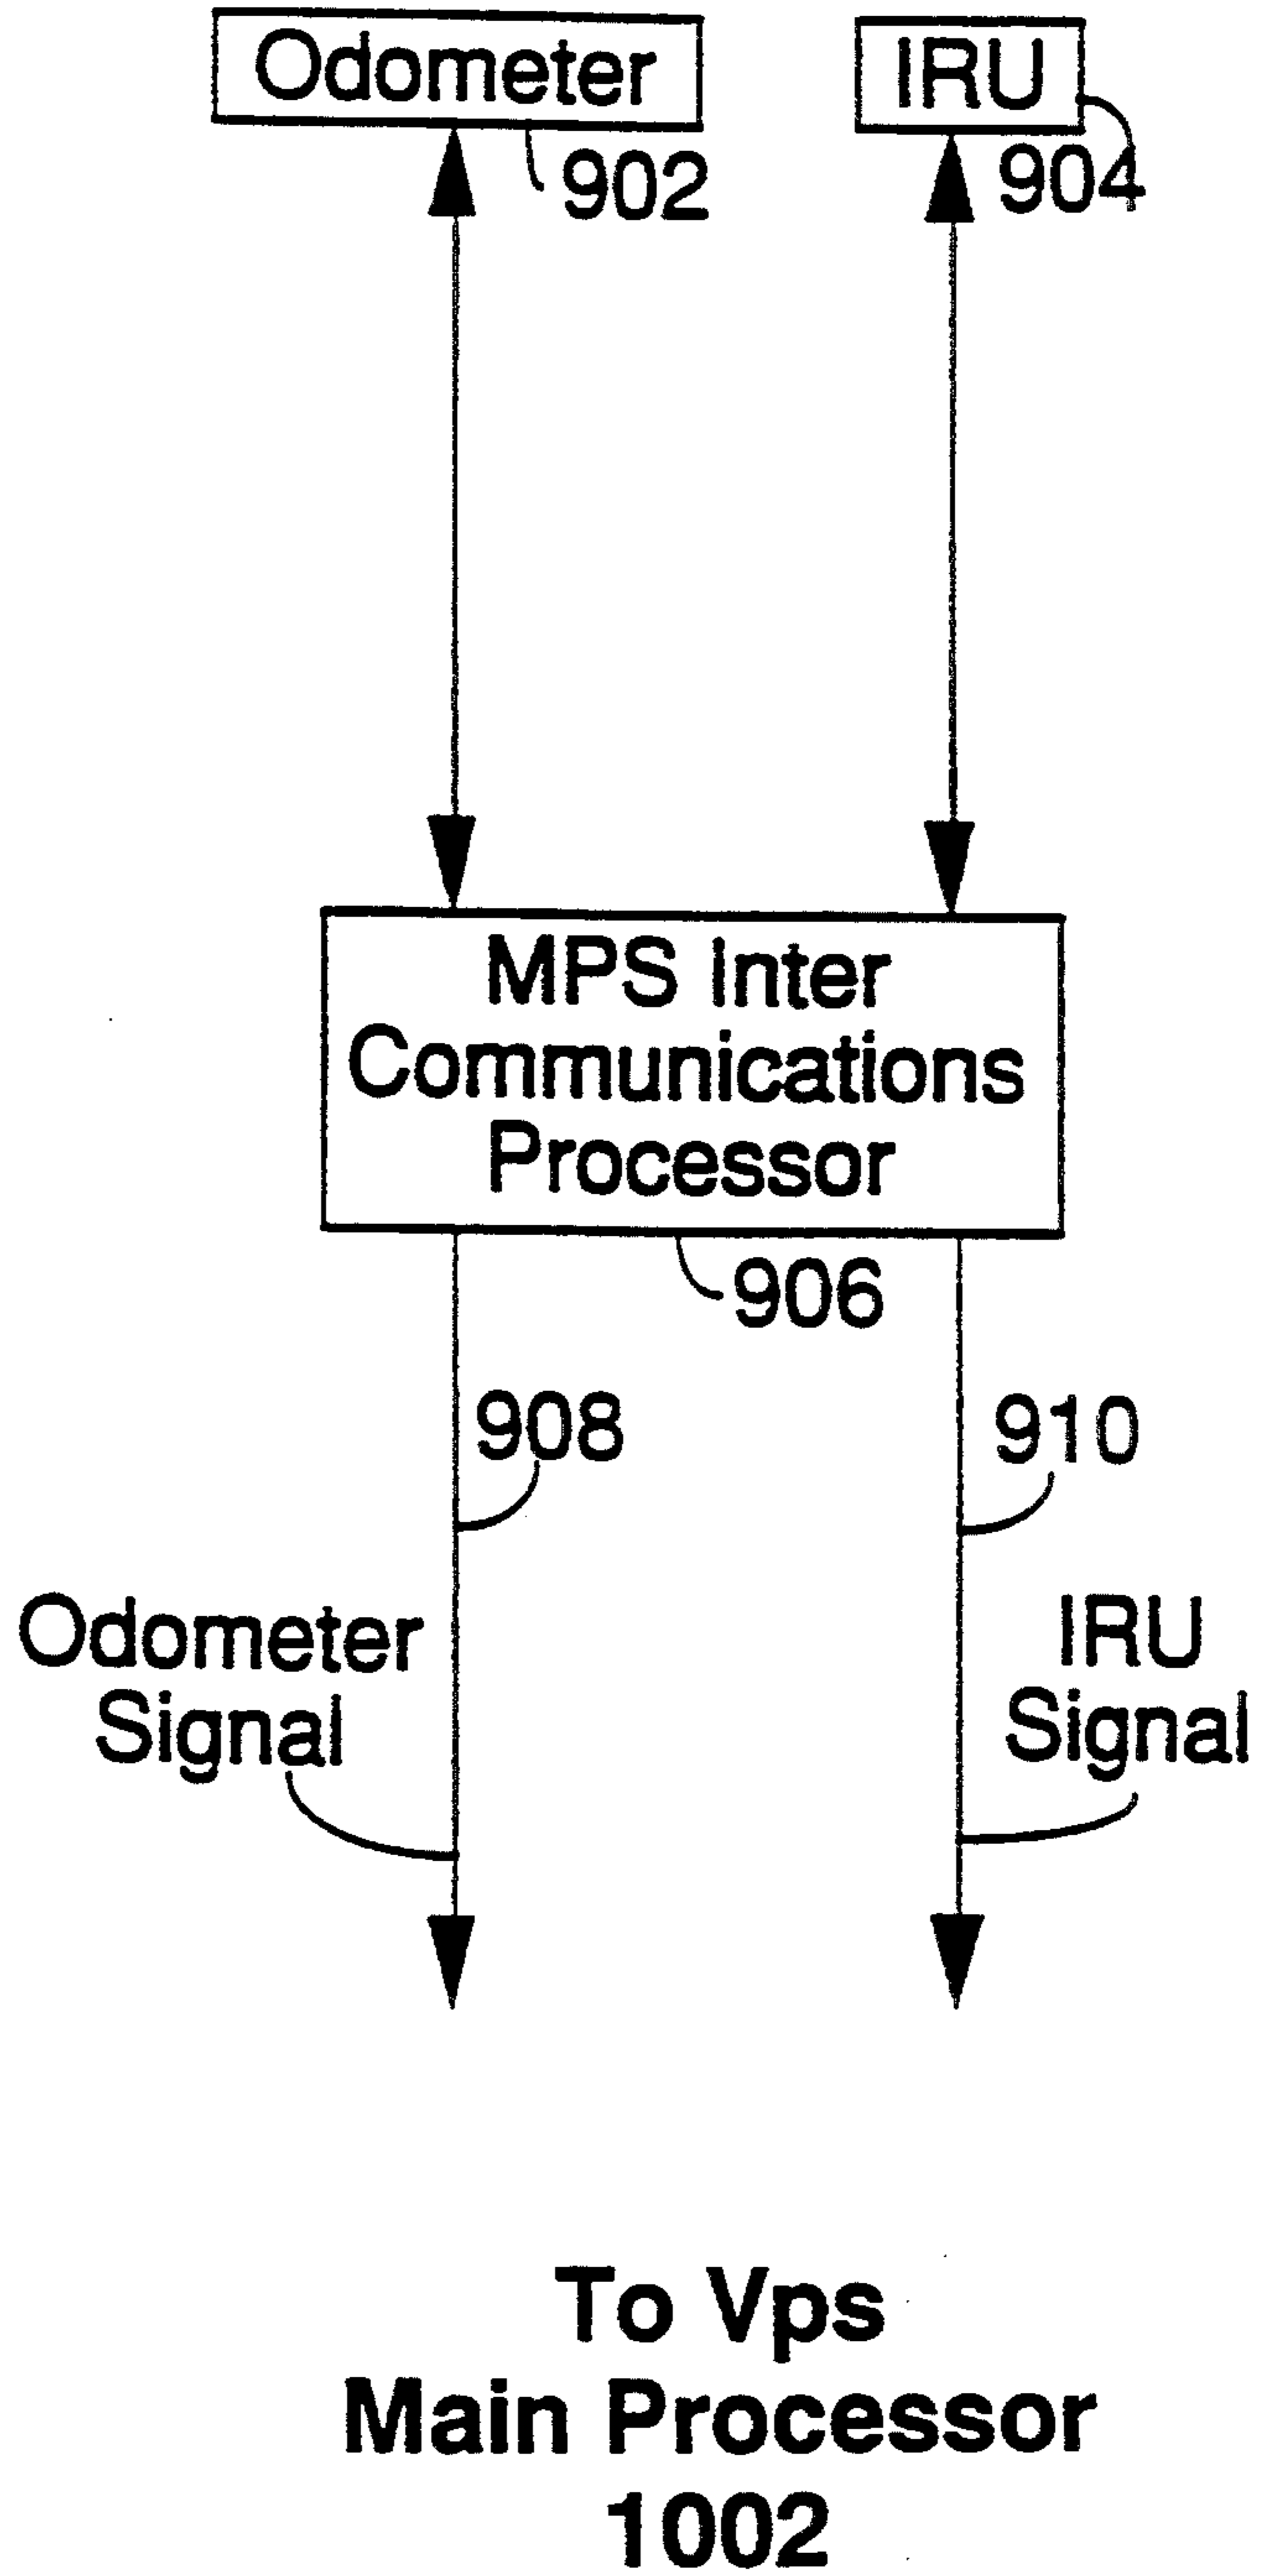 Odometer
IRU
902
904
MPS Inter
Communications
Processor
906
908
910
Odometer
Signal
IRU
Signal
To Vps
Main Processor
1002